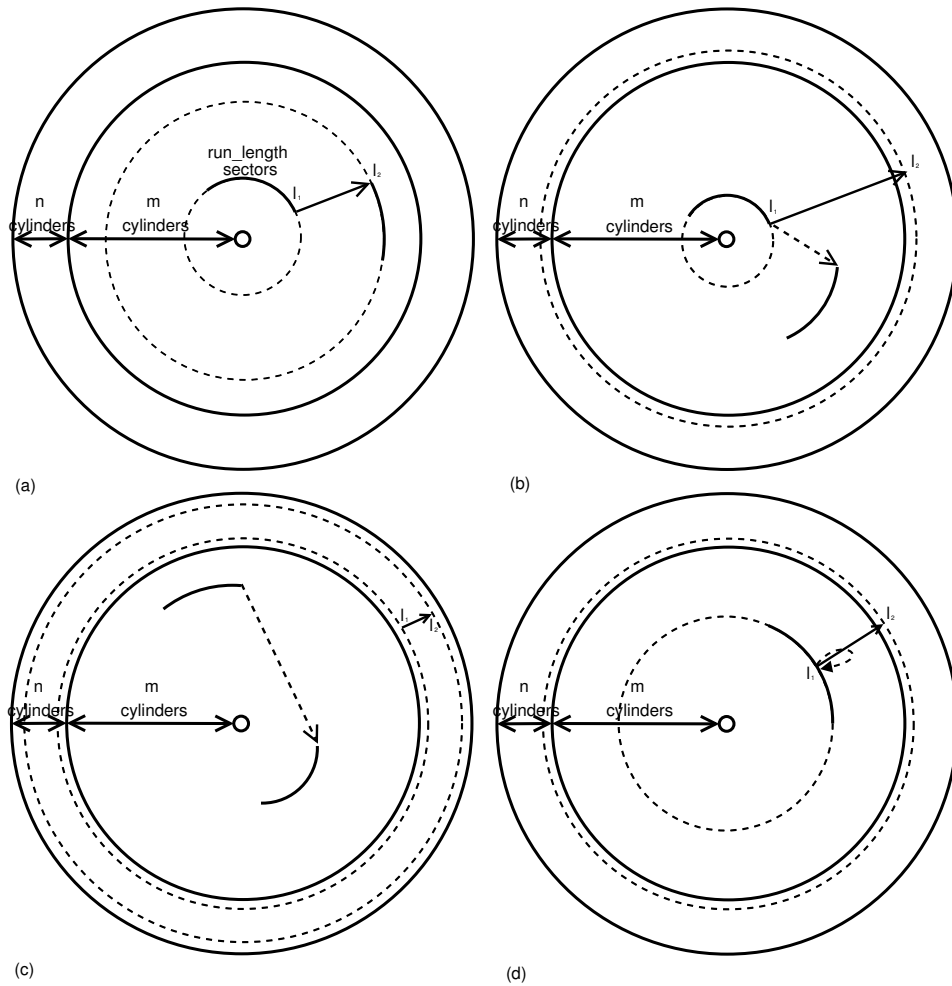 run_length
sectors
l₁
l₂
n
cylinders
m
cylinders
(a)
l₁
l₂
n
cylinders
m
cylinders
(b)
l₁
l₂
n
cylinders
m
cylinders
(c)
l₁
l₂
n
cylinders
m
cylinders
(d)